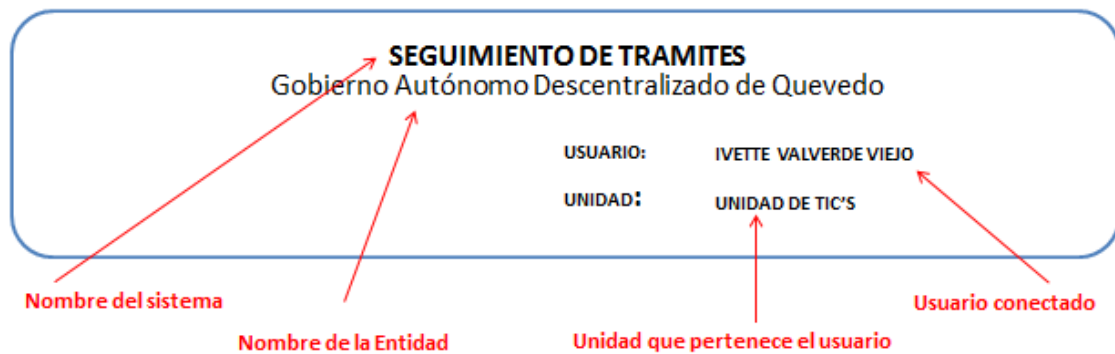 SEGUIMIENTO DE TRAMITES
Gobierno Autónomo Descentralizado de Quevedo
USUARIO: IVETTE VALVERDE VIEJO
UNIDAD: UNIDAD DE TIC'S
Nombre del sistema
Usuario conectado
Nombre de la Entidad
Unidad que pertenece el usuario